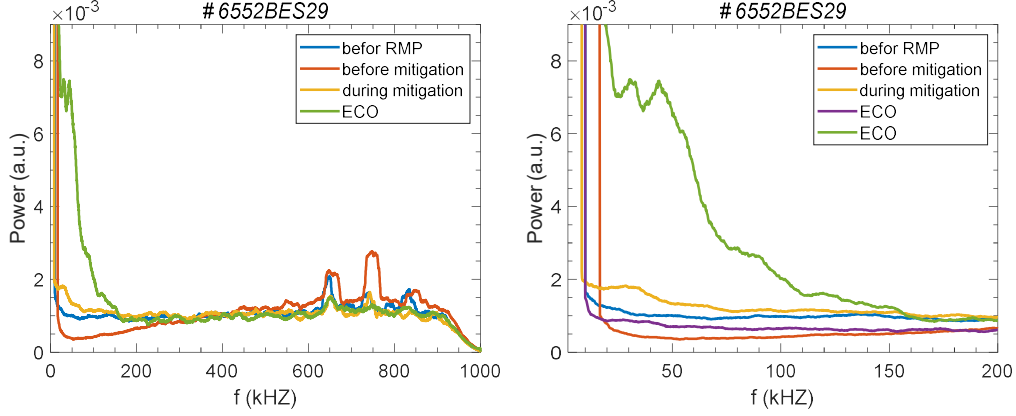 ×10⁻³
# 6552BES29
befor RMP
before mitigation
during mitigation
ECO
8
6
4
2
0
Power (a.u.)
0 200 400 600 800 1000
f (kHZ)
×10⁻³
# 6552BES29
befor RMP
before mitigation
during mitigation
ECO
ECO
8
6
4
2
0
Power (a.u.)
50 100 150 200
f (kHZ)